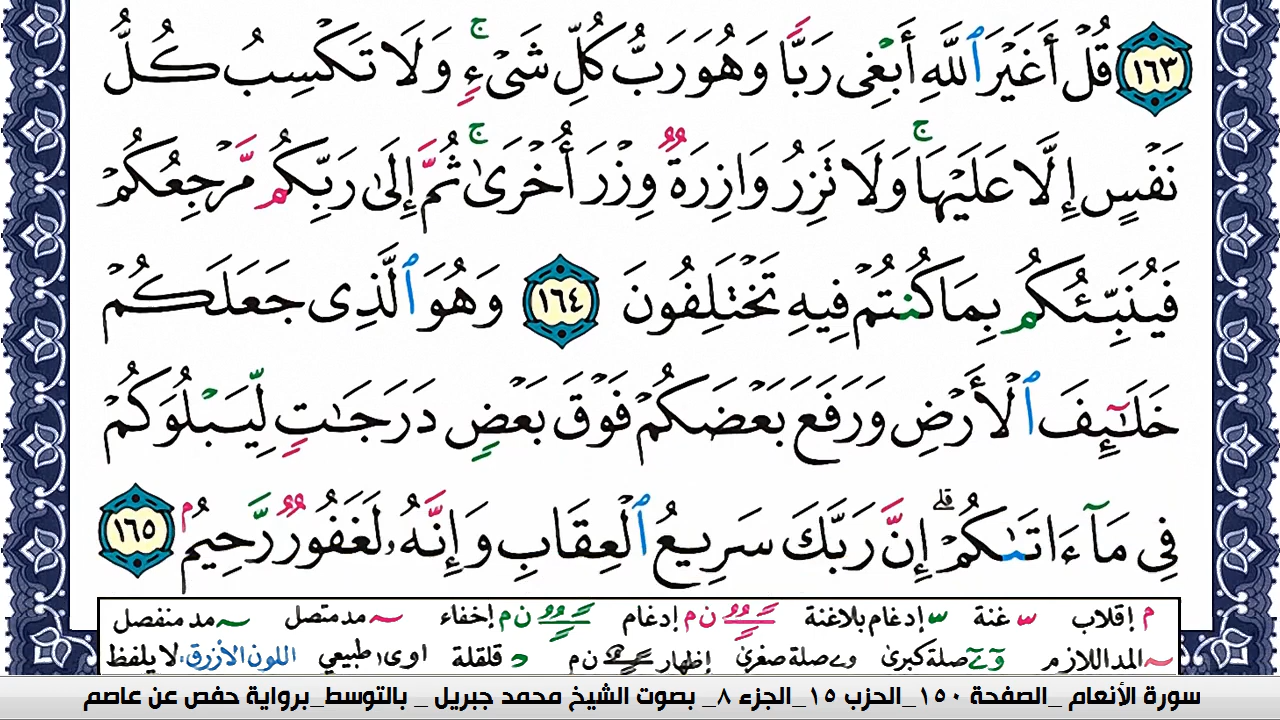 ١٦٣ قُلْ أَغَيْرَ ٱللَّهِ أَبْغِى رَبًّا وَهُوَ رَبُّ كُلِّ شَىْءٍ ۚ وَلَا تَكْسِبُ كُلُّ
نَفْسٍ إِلَّا عَلَيْهَا ۚ وَلَا تَزِرُ وَازِرَةٌ وِزْرَ أُخْرَىٰ ۚ ثُمَّ إِلَىٰ رَبِّكُم مَّرْجِعُكُمْ
فَيُنَبِّئُكُم بِمَا كُنتُمْ فِيهِ تَخْتَلِفُونَ ١٦٤ وَهُوَ ٱلَّذِى جَعَلَكُمْ
خَلَـٰٓئِفَ ٱلْأَرْضِ وَرَفَعَ بَعْضَكُمْ فَوْقَ بَعْضٍ دَرَجَـٰتٍ لِّيَبْلُوَكُمْ
فِى مَآ ءَاتَىٰكُمْ ۗ إِنَّ رَبَّكَ سَرِيعُ ٱلْعِقَابِ وَإِنَّهُۥ لَغَفُورٌ رَّحِيمٌۢ ١٦٥
م إقلاب غنة إدغام بلاغنة ن م إدغام ن م إخفاء مد متصل مد منفصل
المد اللازم صلة كبرىٰ صلة صغرىٰ إظهار ن م قلقلة اوى طبيعي اللون الأزرق، لا يلفظ
سورة الأنعام _الصفحة ١٥٠_الحزب ١٥_الجزء ٨_ بصوت الشيخ محمد جبريل _ بالتوسط_برواية حفص عن عاصم